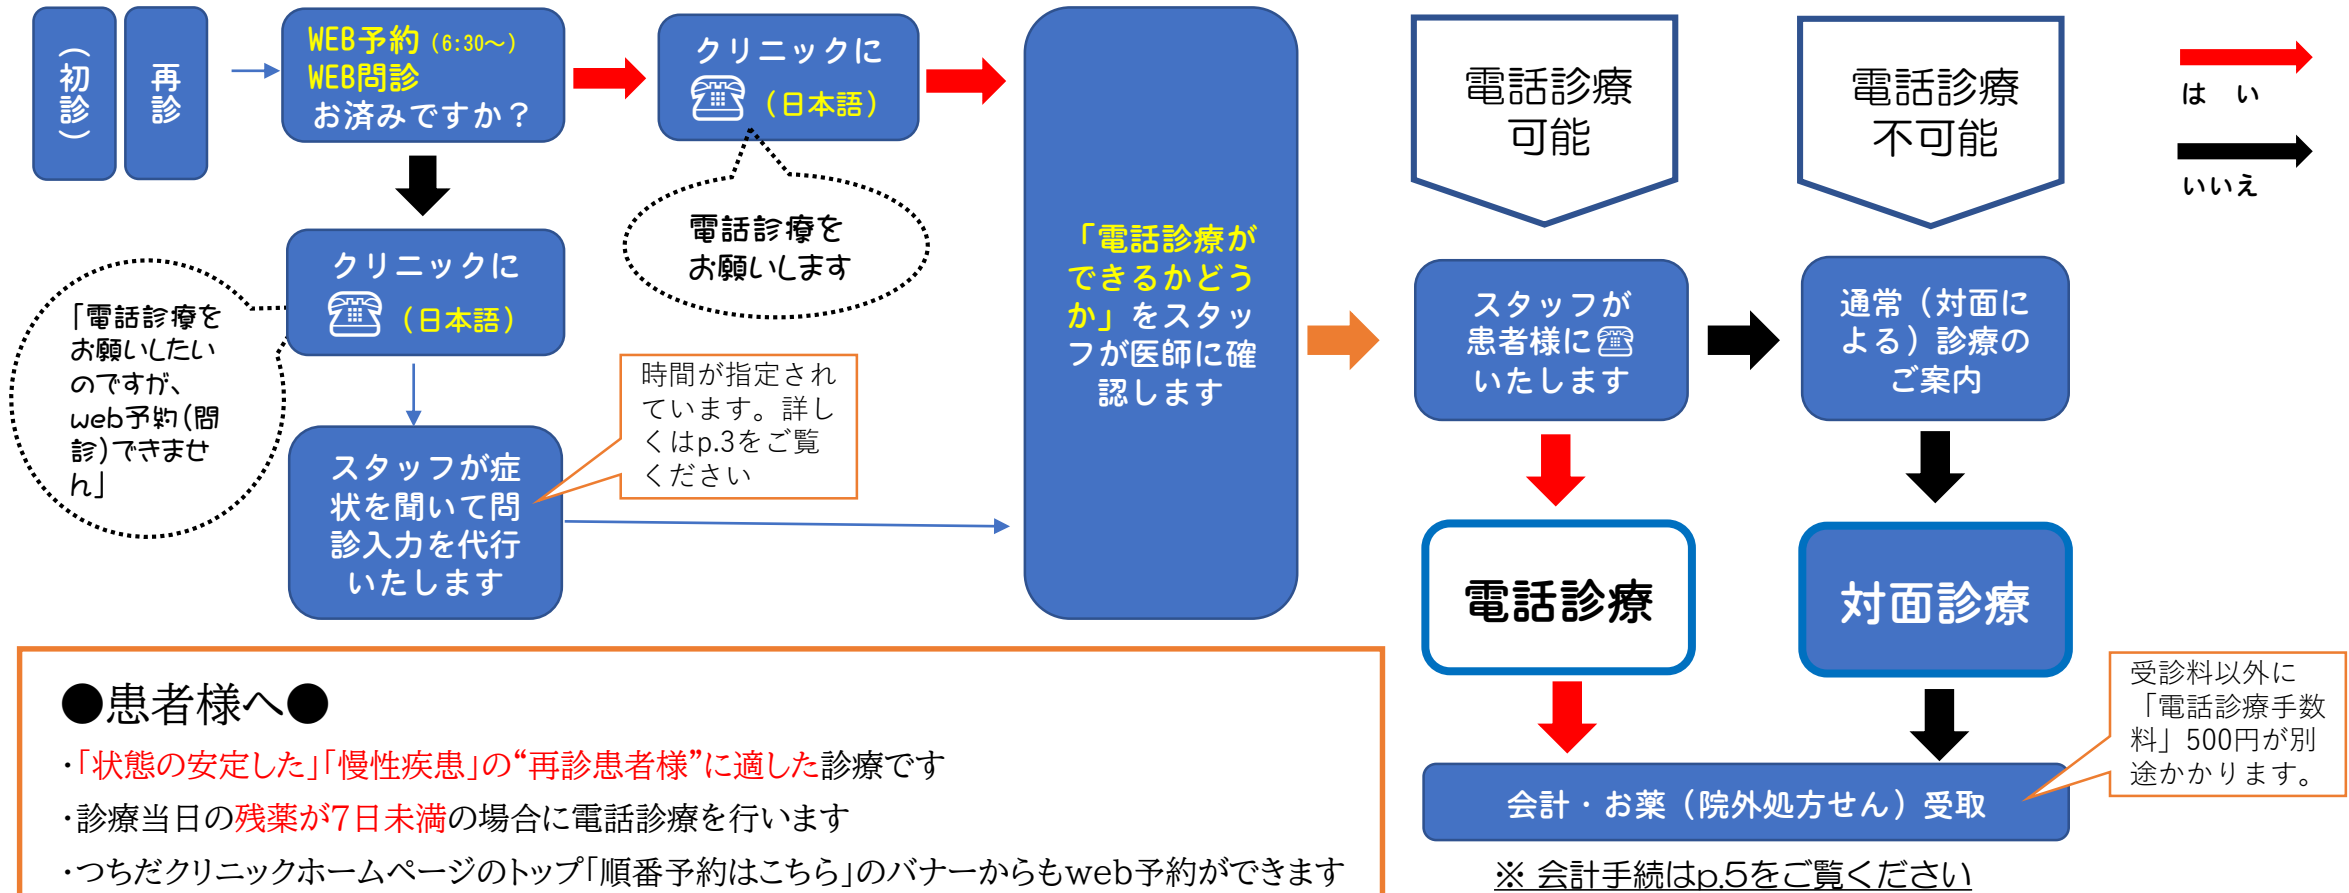 （初診）
再診
WEB予約（6:30～）
WEB問診
お済みですか？
クリニックに
（日本語）
電話診療を
お願いします
クリニックに
（日本語）
「電話診療を
お願いしたい
のですが、
web予約(問
診)できませ
ん」
スタッフが症
状を聞いて問
診入力を代行
いたします
時間が指定され
ています。詳し
くはp.3をご覧
ください
「電話診療が
できるかどう
か」をスタッ
フが医師に確
認します
電話診療
可能
電話診療
不可能
はい
いいえ
スタッフが
患者様に☎
いたします
通常（対面に
よる）診療の
ご案内
電話診療
対面診療
受診料以外に
「電話診療手数
料」500円が別
途かかります。
会計・お薬（院外処方せん）受取
※ 会計手続はp.5をご覧ください
●患者様へ●
・「状態の安定した」「慢性疾患」の“再診患者様”に適した診療です
・診療当日の残薬が7日未満の場合に電話診療を行います
・つちだクリニックホームページのトップ「順番予約はこちら」のバナーからもweb予約ができます